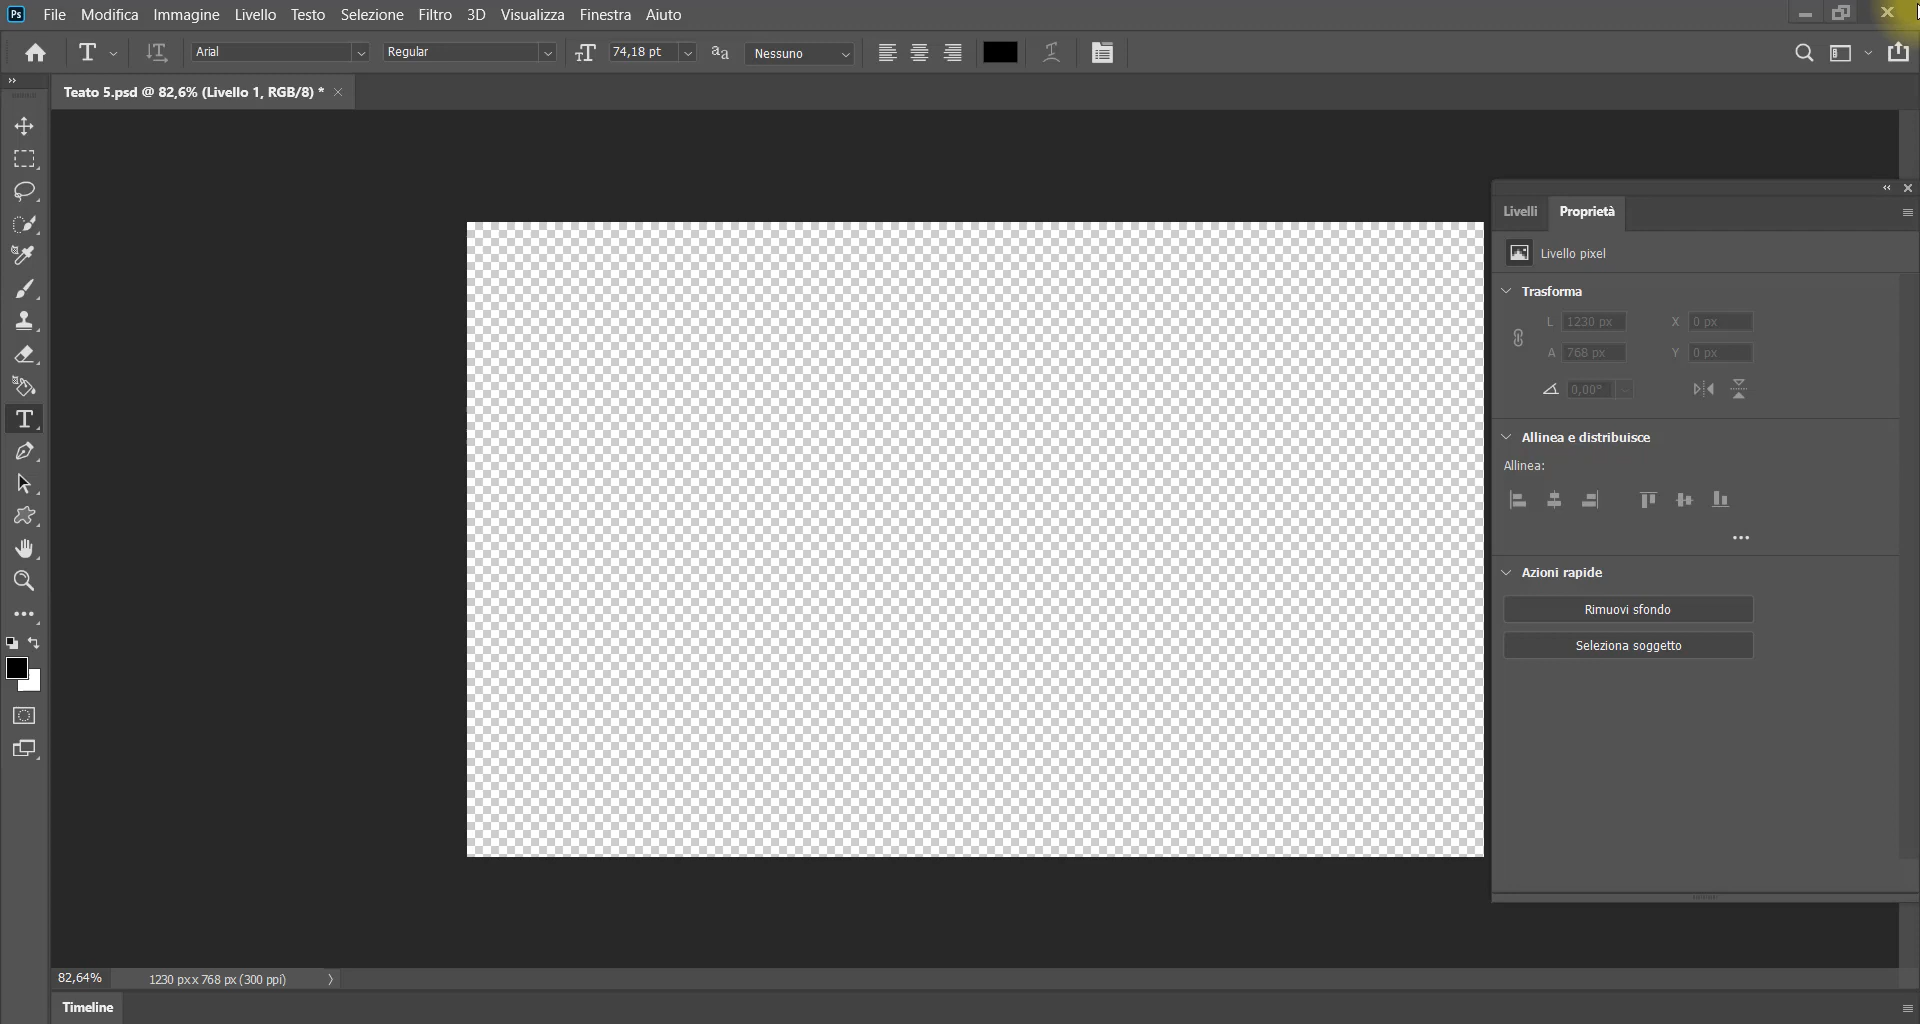 Ps File Modifica Immagine Livello Testo Selezione Filtro 3D Visualizza Finestra Aiuto
T Arial Regular 74,18 pt aa Nessuno
Teato 5.psd @ 82,6% (Livello 1, RGB/8) *
Livelli Proprietà
Livello pixel
Trasforma
L 1230 px X 0 px
A 768 px Y 0 px
0,00°
Allinea e distribuisce
Allinea:
Azioni rapide
Rimuovi sfondo
Seleziona soggetto
82,64% 1230 px x 768 px (300 ppi)
Timeline